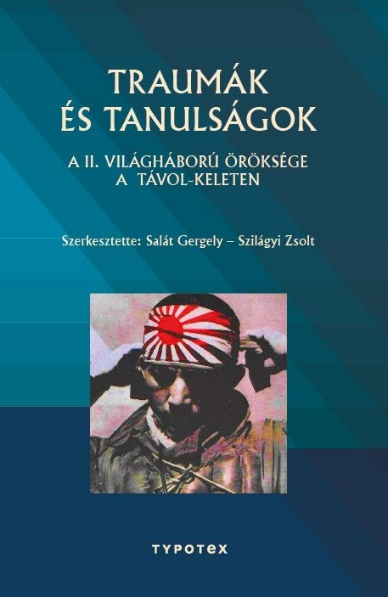 TRAUMÁK
ÉS TANULSÁGOK
A II. VILÁGHÁBORÚ ÖRÖKSÉGE
A TÁVOL-KELETEN
Szerkesztette: Salát Gergely – Szilágyi Zsolt
TYPOTEX